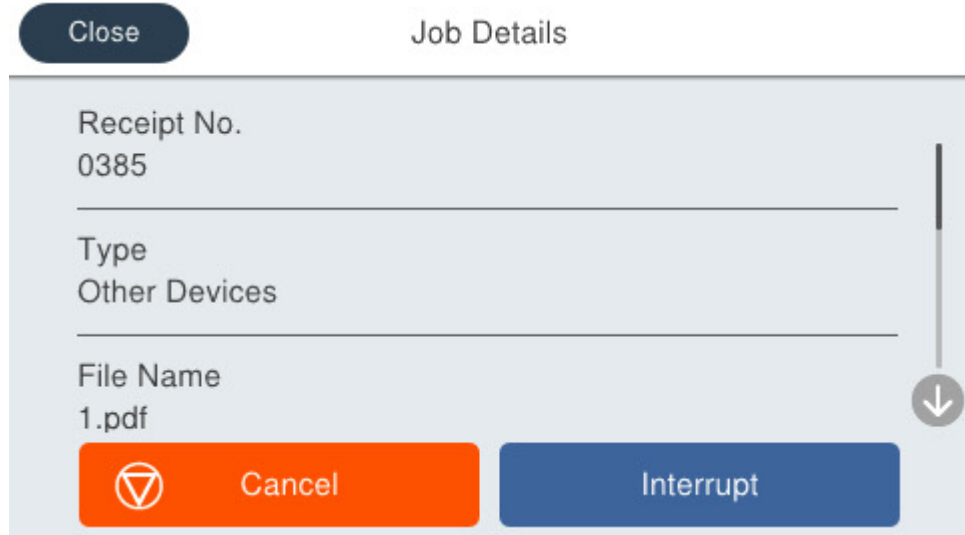 Close
Job Details
Receipt No.
0385
Type
Other Devices
File Name
1.pdf
Cancel
Interrupt